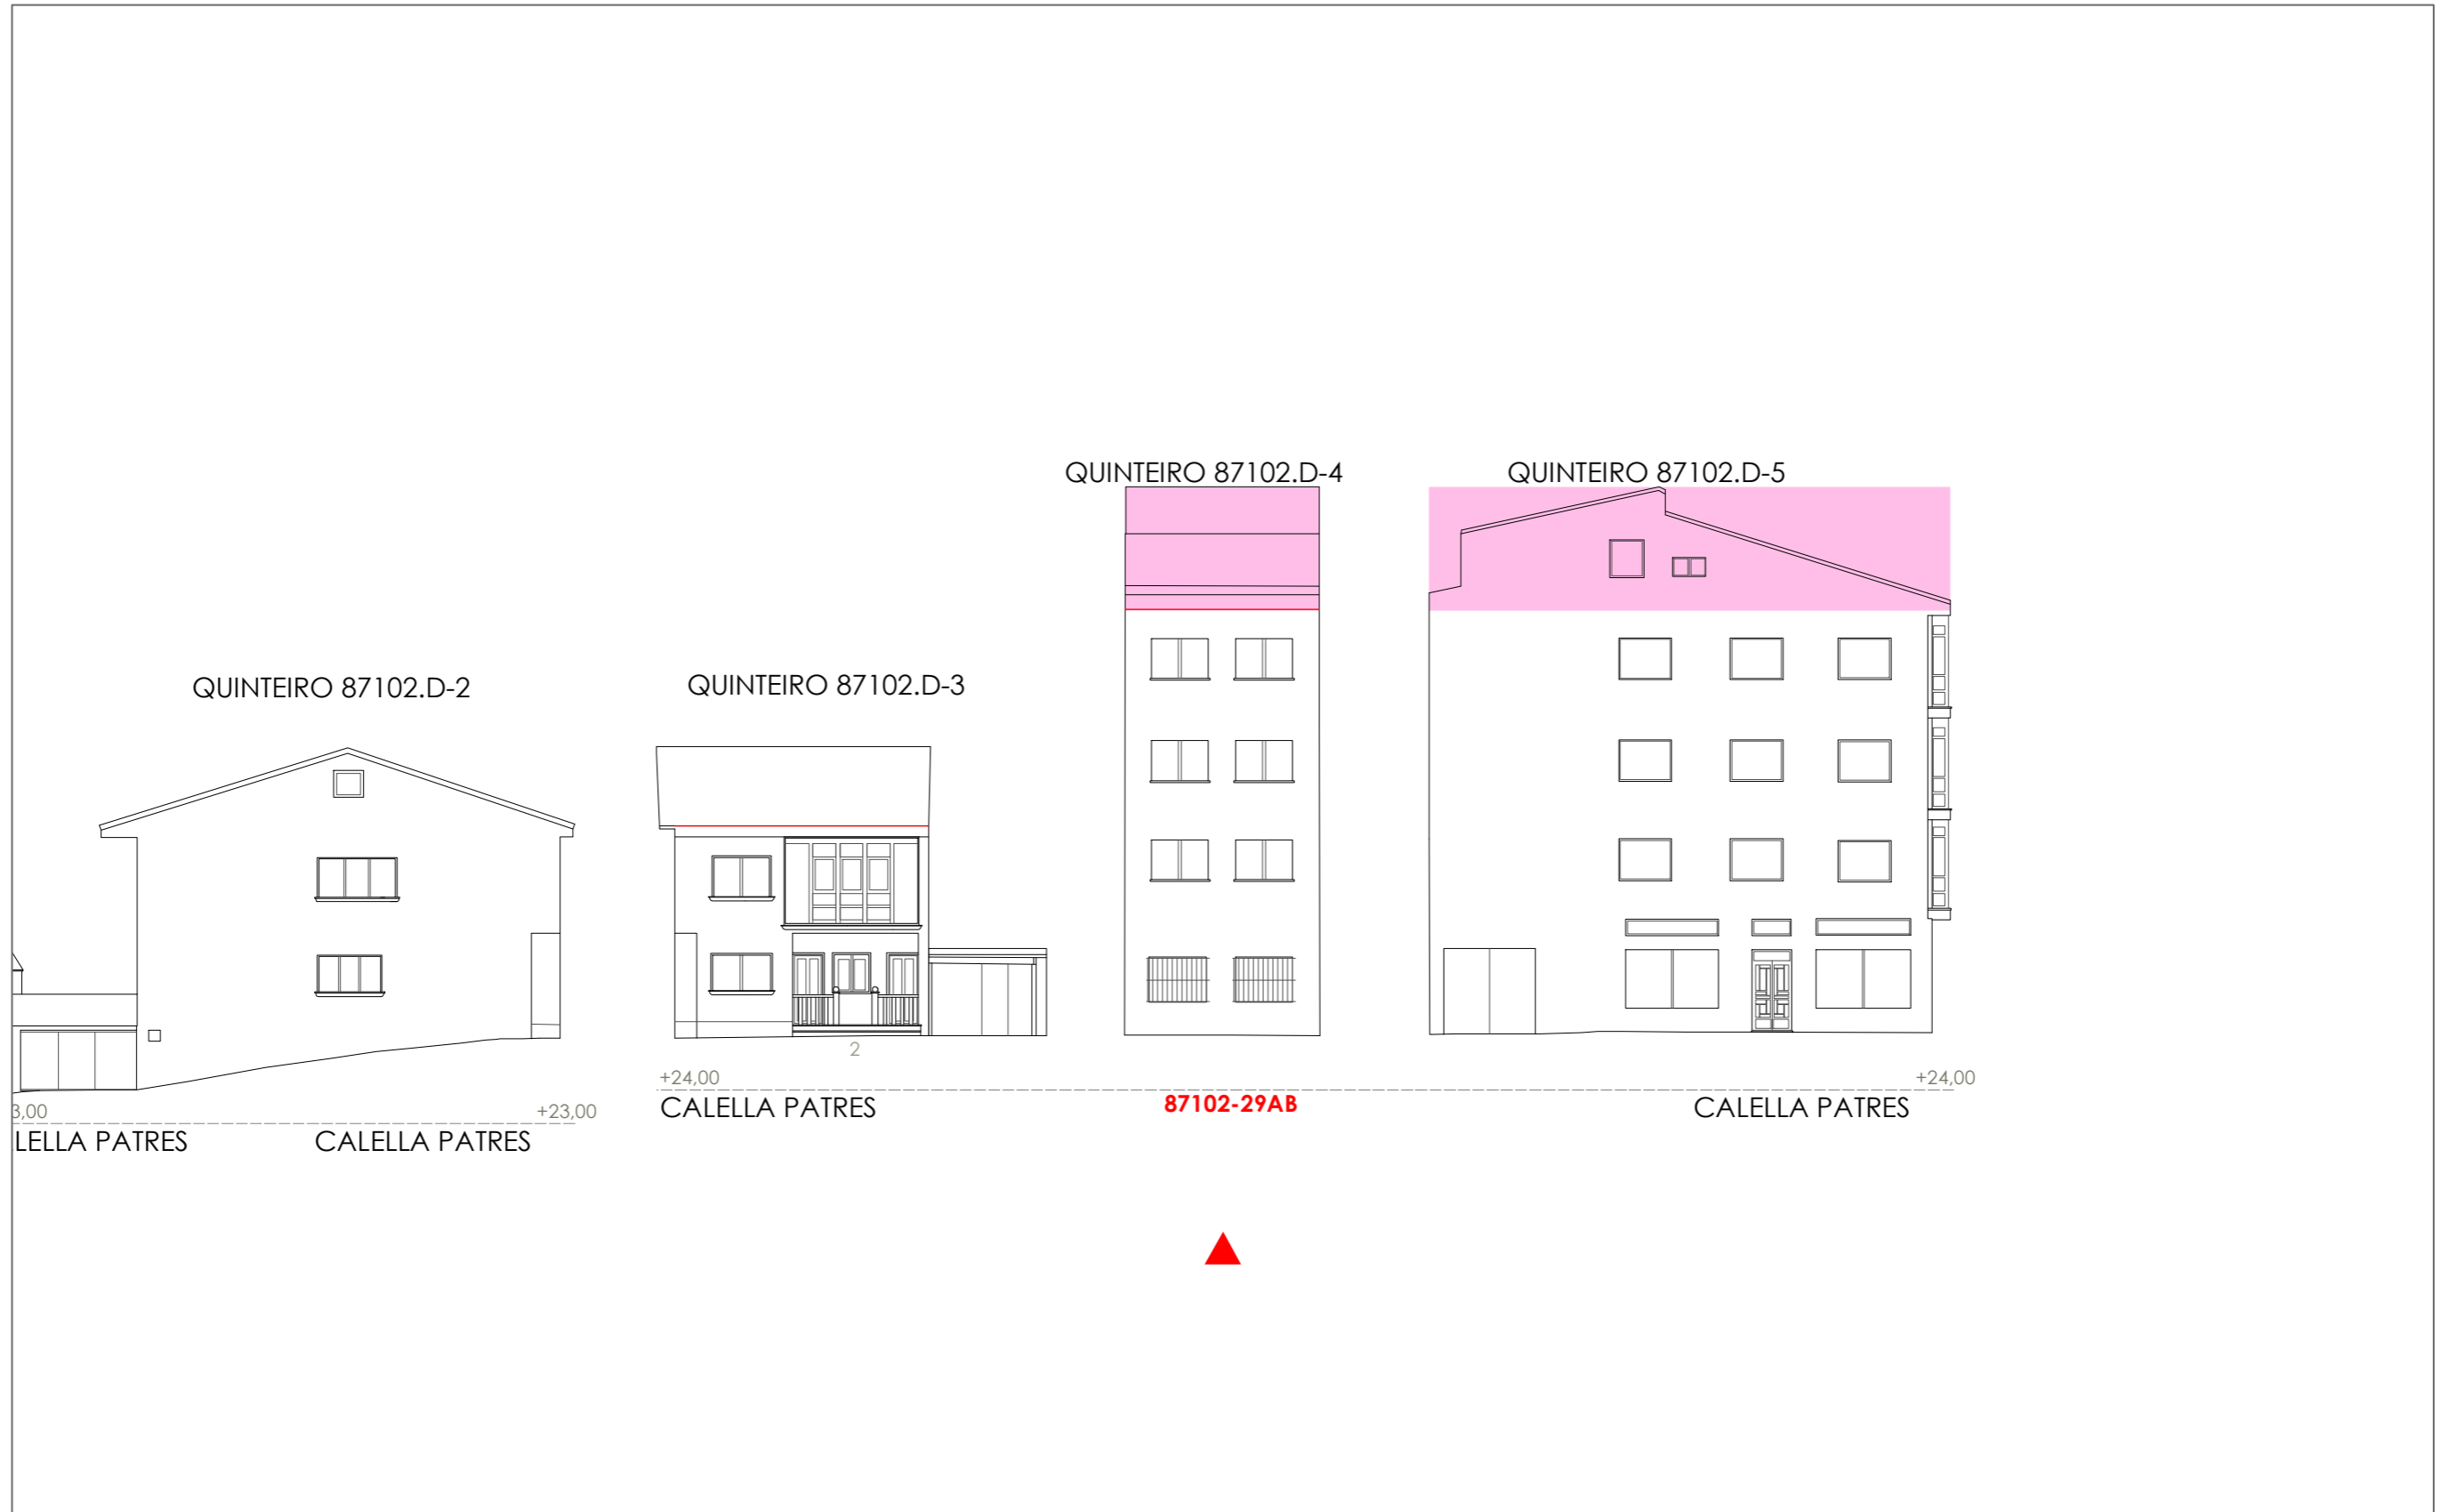 QUINTEIRO 87102.D-4
QUINTEIRO 87102.D-5
QUINTEIRO 87102.D-2
QUINTEIRO 87102.D-3
2
+24,00
+24,00
CALELLA PATRES
87102-29AB
CALELLA PATRES
3,00
+23,00
LELLA PATRES
CALELLA PATRES